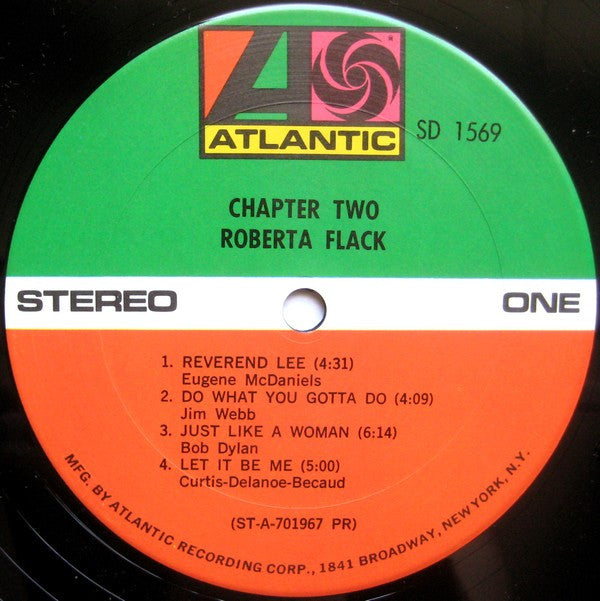 ATLANTIC
SD 1569
CHAPTER TWO
ROBERTA FLACK
STEREO ONE
1. REVEREND LEE (4:31)
Eugene McDaniels
2. DO WHAT YOU GOTTA DO (4:09)
Jim Webb
3. JUST LIKE A WOMAN (6:14)
Bob Dylan
4. LET IT BE ME (5:00)
Curtis-Delanoe-Becaud
(ST-A-701967 PR)
MFG. BY ATLANTIC RECORDING CORP., 1841 BROADWAY, NEW YORK, N.Y.